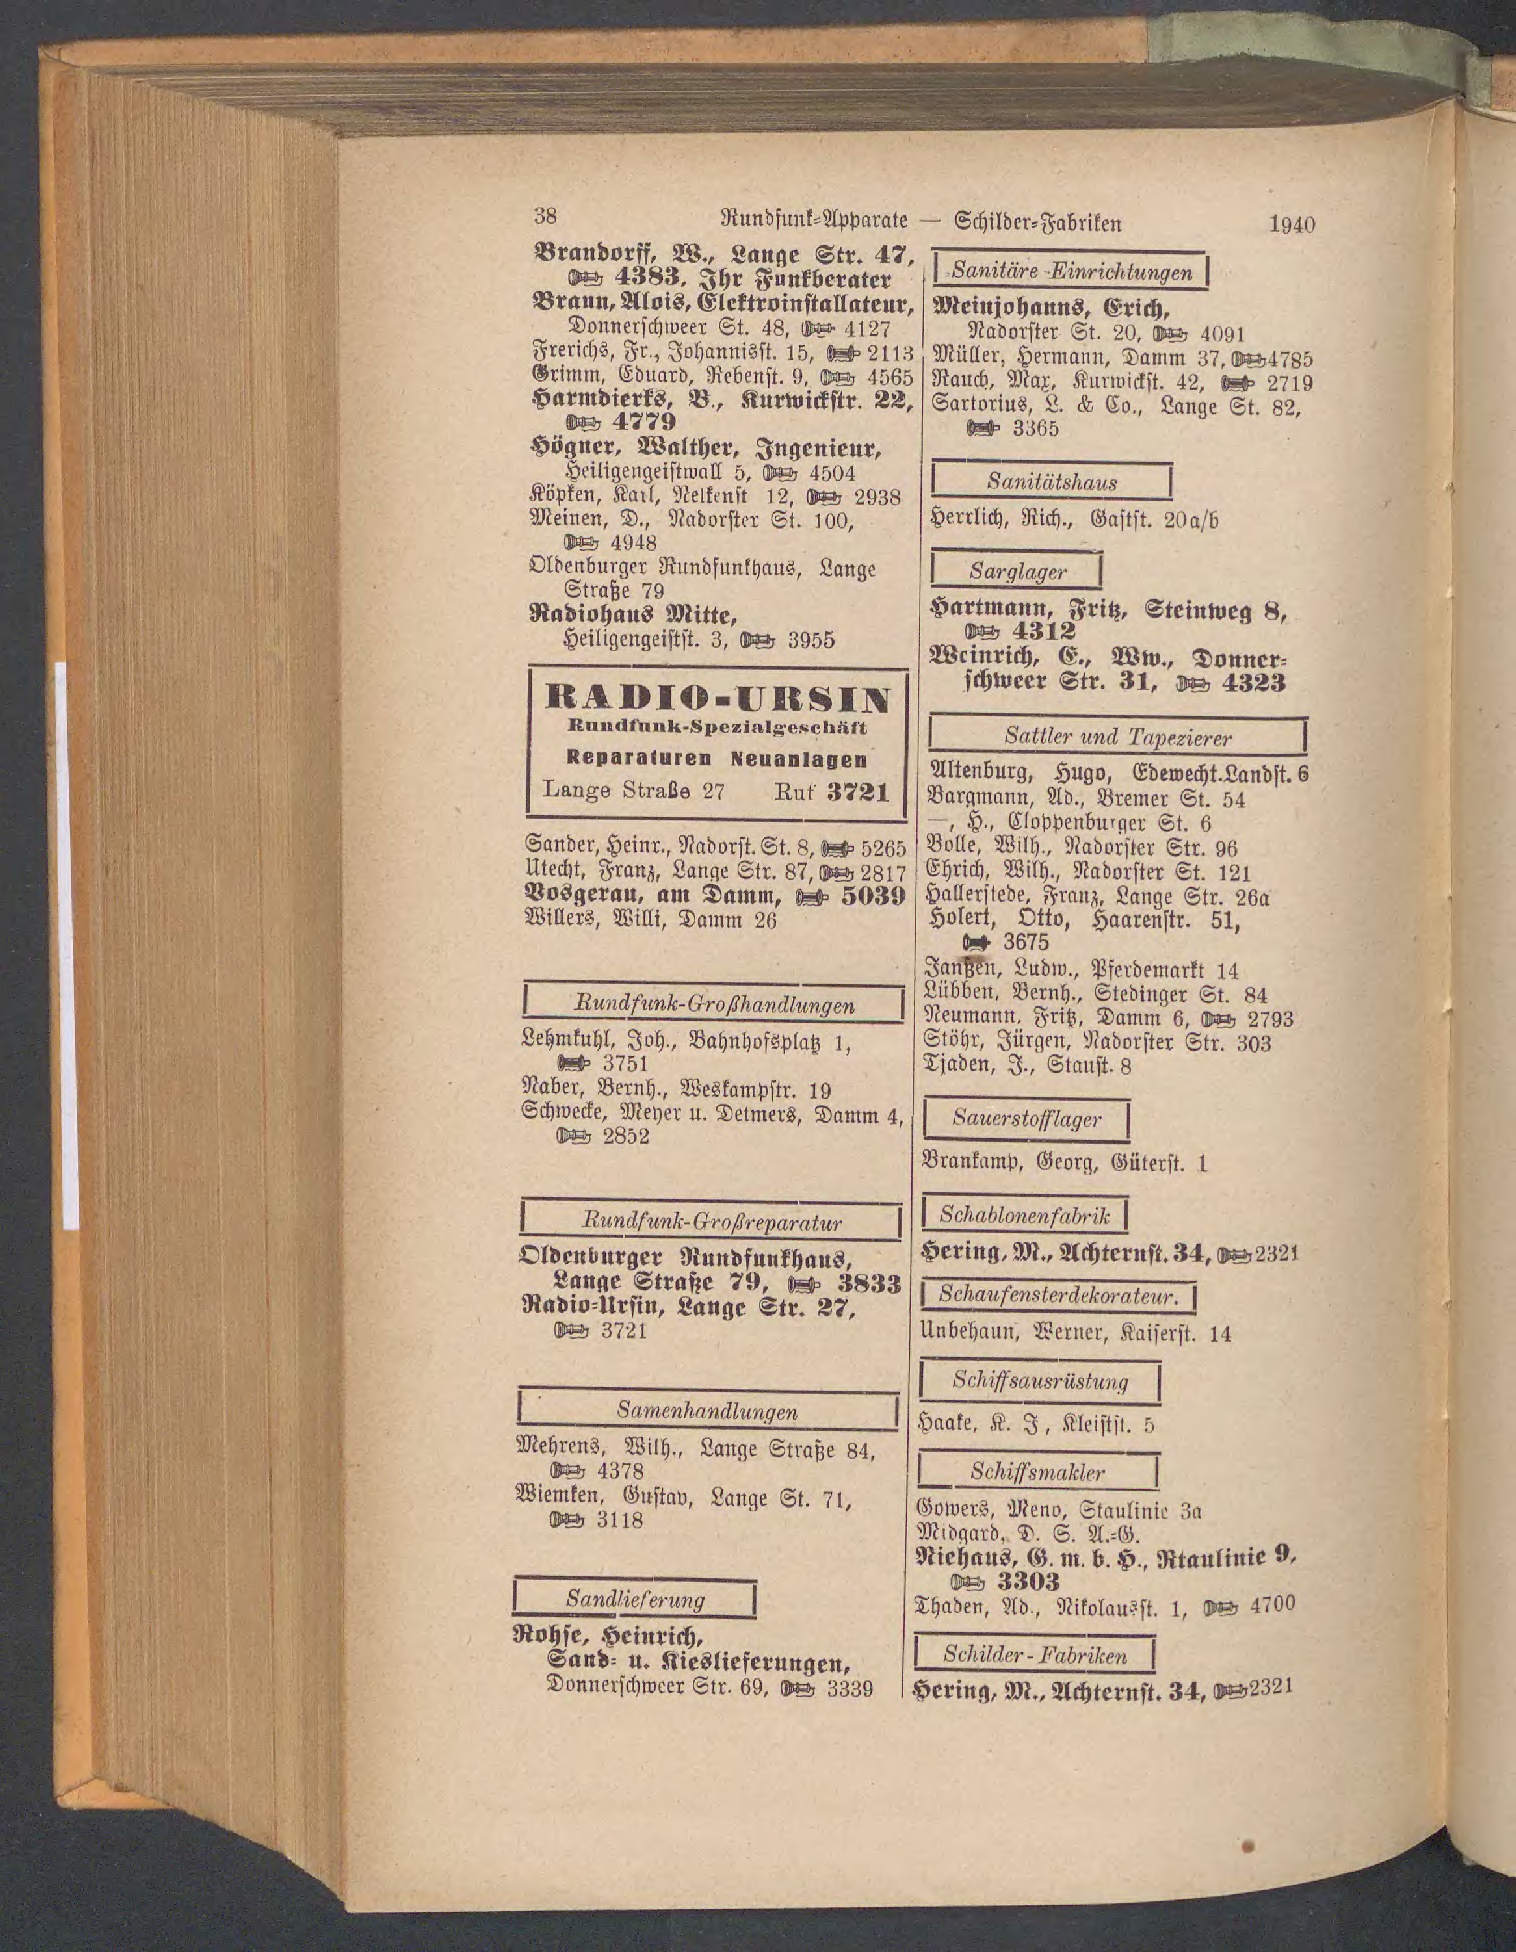 38 Rundfunk=Apparate — Schilder=Fabriken 1940
Brandorff, W., Lange Str. 47,
4383. Ihr Funkberater
Braun, Alois, Elektroinstallateur,
Donnerschweer St. 48, 4127
Frerichs, Fr., Johannisst. 15, 2113
Grimm, Eduard, Rebenst. 9, 4565
Harmdierks, B., Kurwickstr. 22,
4779
Högner, Walther, Ingenieur,
Heiligengeistwall 5, 4504
Köpken, Karl, Nelkenst 12, 2938
Meinen, D., Nadorster St. 100,
4948
Oldenburger Rundfunkhaus, Lange
Straße 79
Radiohaus Mitte,
Heiligengeistst. 3, 3955
RADIO-URSIN
Rundfunk-Spezialgeschäft
Reparaturen Neuanlagen
Lange Straße 27 Ruf 3721
Sander, Heinr., Nadorst. St. 8, 5265
Utecht, Franz, Lange Str. 87, 2817
Vosgerau, am Damm, 5039
Willers, Willi, Damm 26
Rundfunk-Großhandlungen
Lehmkuhl, Joh., Bahnhofsplatz 1,
3751
Naber, Bernh., Weskampstr. 19
Schwecke, Meyer u. Detmers, Damm 4,
2852
Rundfunk-Großreparatur
Oldenburger Rundfunkhaus,
Lange Straße 79, 3833
Radio=Ursin, Lange Str. 27,
3721
Samenhandlungen
Mehrens, Wilh., Lange Straße 84,
4378
Wiemken, Gustav, Lange St. 71,
3118
Sandlieferung
Rohse, Heinrich,
Sand= u. Kieslieferungen,
Donnerschweer Str. 69, 3339
Sanitäre-Einrichtungen
Meinjohanns, Erich,
Nadorster St. 20, 4091
Müller, Hermann, Damm 37, 4785
Rauch, Max, Kurwickst. 42, 2719
Sartorius, L. & Co., Lange St. 82,
3365
Sanitätshaus
Herrlich, Rich., Gastst. 20a/b
Sarglager
Hartmann, Fritz, Steinweg 8,
4312
Weinrich, E., Ww., Donner=
schweer Str. 31, 4323
Sattler und Tapezierer
Altenburg, Hugo, Edewecht.Landst. 6
Bargmann, Ad., Bremer St. 54
—, H., Cloppenburger St. 6
Bolle, Wilh., Nadorster Str. 96
Ehrich, Wilh., Nadorster St. 121
Hallerstede, Franz, Lange Str. 26a
Holert, Otto, Haarenstr. 51,
3675
Janßen, Ludw., Pferdemarkt 14
Lübben, Bernh., Stedinger St. 84
Neumann, Fritz, Damm 6, 2793
Stöhr, Jürgen, Nadorster Str. 303
Tjaden, J., Staust. 8
Sauerstofflager
Brankamp, Georg, Güterst. 1
Schablonenfabrik
Hering, M., Achternst. 34, 2321
Schaufensterdekorateur.
Unbehaun, Werner, Kaiserst. 14
Schiffsausrüstung
Haake, K. J, Kleistst. 5
Schiffsmakler
Gowers, Meno, Staulinie 3a
Midgard, D. S. A.=G.
Niehaus, G. m. b. H., Rtaulinie 9,
3303
Thaden, Ad., Nikolausst. 1, 4700
Schilder-Fabriken
Hering, M., Achternst. 34, 2321